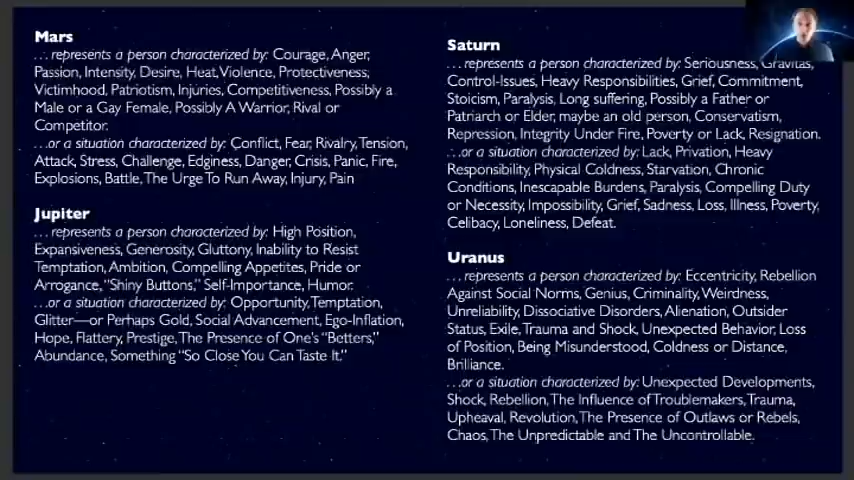 Mars
. . . represents a person characterized by: Courage, Anger,
Passion, Intensity, Desire, Heat, Violence, Protectiveness,
Victimhood, Patriotism, Injuries, Competitiveness, Possibly a
Male or a Gay Female, Possibly A Warrior, Rival or
Competitor.
. . .or a situation characterized by: Conflict, Fear, Rivalry, Tension,
Attack, Stress, Challenge, Edginess, Danger, Crisis, Panic, Fire,
Explosions, Battle, The Urge To Run Away, Injury, Pain
Jupiter
. . . represents a person characterized by: High Position,
Expansiveness, Generosity, Gluttony, Inability to Resist
Temptation, Ambition, Compelling Appetites, Pride or
Arrogance, “Shiny Buttons,” Self-Importance, Humor.
. . .or a situation characterized by: Opportunity, Temptation,
Glitter—or Perhaps Gold, Social Advancement, Ego-Inflation,
Hope, Flattery, Prestige, The Presence of One’s “Betters,”
Abundance, Something “So Close You Can Taste It.”
Saturn
. . . represents a person characterized by: Seriousness, Gravitas,
Control-Issues, Heavy Responsibilities, Grief, Commitment,
Stoicism, Paralysis, Long suffering, Possibly a Father or
Patriarch or Elder, maybe an old person, Conservatism,
Repression, Integrity Under Fire, Poverty or Lack, Resignation.
. . .or a situation characterized by: Lack, Privation, Heavy
Responsibility, Physical Coldness, Starvation, Chronic
Conditions, Inescapable Burdens, Paralysis, Compelling Duty
or Necessity, Impossibility, Grief, Sadness, Loss, Illness, Poverty,
Celibacy, Loneliness, Defeat.
Uranus
. . . represents a person characterized by: Eccentricity, Rebellion
Against Social Norms, Genius, Criminality, Weirdness,
Unreliability, Dissociative Disorders, Alienation, Outsider
Status, Exile, Trauma and Shock, Unexpected Behavior, Loss
of Position, Being Misunderstood, Coldness or Distance,
Brilliance.
. . .or a situation characterized by: Unexpected Developments,
Shock, Rebellion, The Influence of Troublemakers, Trauma,
Upheaval, Revolution, The Presence of Outlaws or Rebels,
Chaos, The Unpredictable and The Uncontrollable.